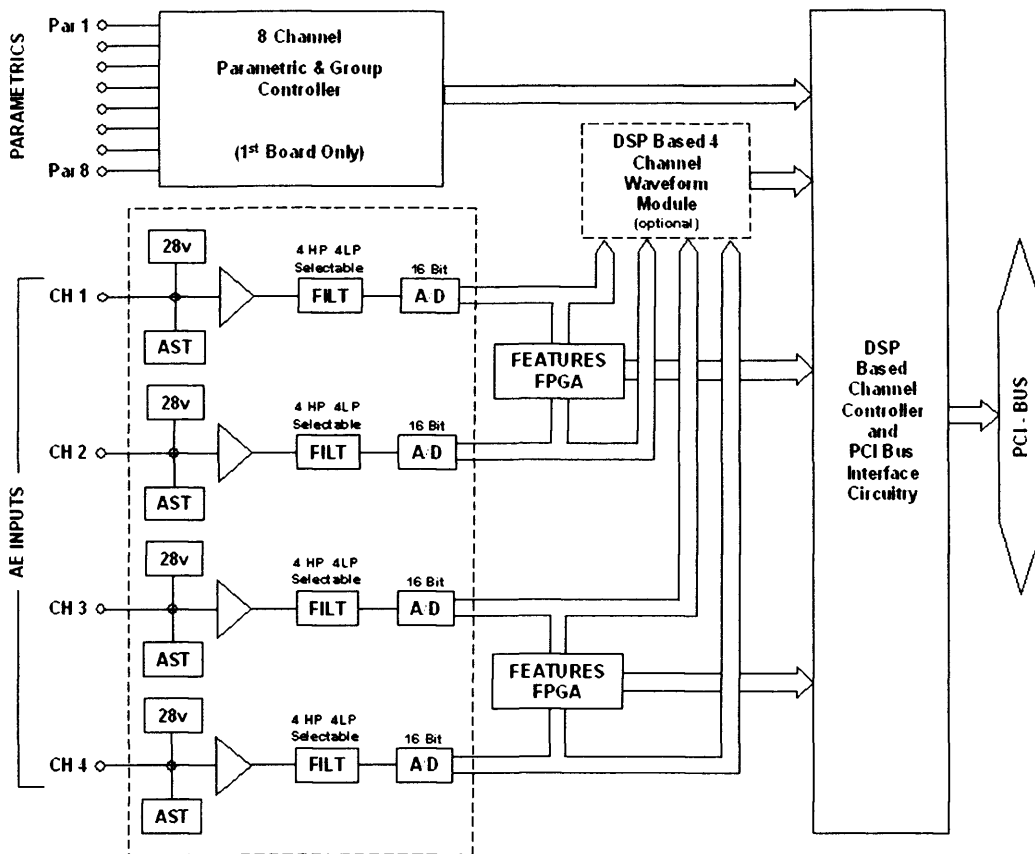 PARAMETRICS
Par 1
Par 8
8 Channel
Parametric & Group
Controller
(1st Board Only)
DSP Based 4
Channel
Waveform
Module
(optional)
AE INPUTS
CH 1
28v
AST
4 HP 4LP
Selectable
FILT
16 Bit
A/D
FEATURES
FPGA
CH 2
28v
AST
4 HP 4LP
Selectable
FILT
16 Bit
A/D
CH 3
28v
AST
4 HP 4LP
Selectable
FILT
16 Bit
A/D
FEATURES
FPGA
CH 4
28v
AST
4 HP 4LP
Selectable
FILT
16 Bit
A/D
DSP
Based
Channel
Controller
and
PCI Bus
Interface
Circuitry
PCI - BUS